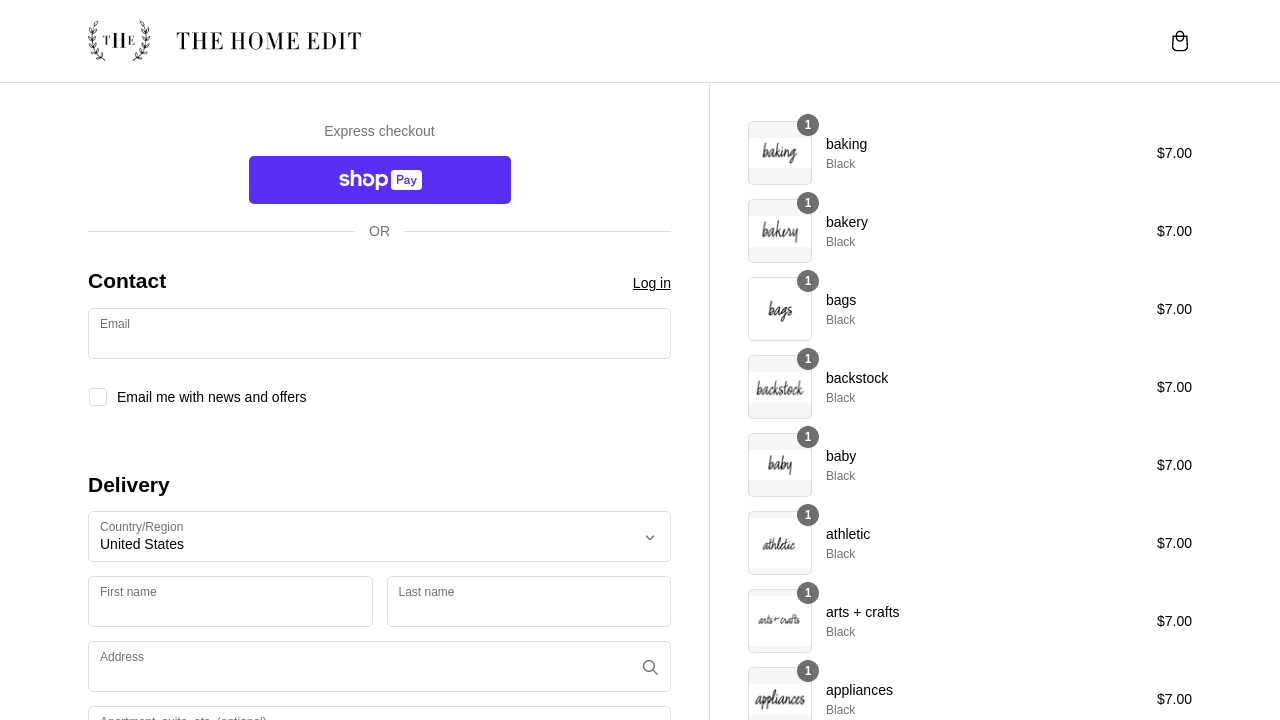 THE
THE HOME EDIT
Express checkout
shop Pay
OR
Contact
Log in
Email
Email me with news and offers
Delivery
Country/Region
United States
First name
Last name
Address
Apartment, suite, etc. (optional)
baking
1
baking
Black
$7.00
bakery
1
bakery
Black
$7.00
bags
1
bags
Black
$7.00
backstock
1
backstock
Black
$7.00
baby
1
baby
Black
$7.00
athletic
1
athletic
Black
$7.00
arts + crafts
1
arts + crafts
Black
$7.00
appliances
1
appliances
Black
$7.00